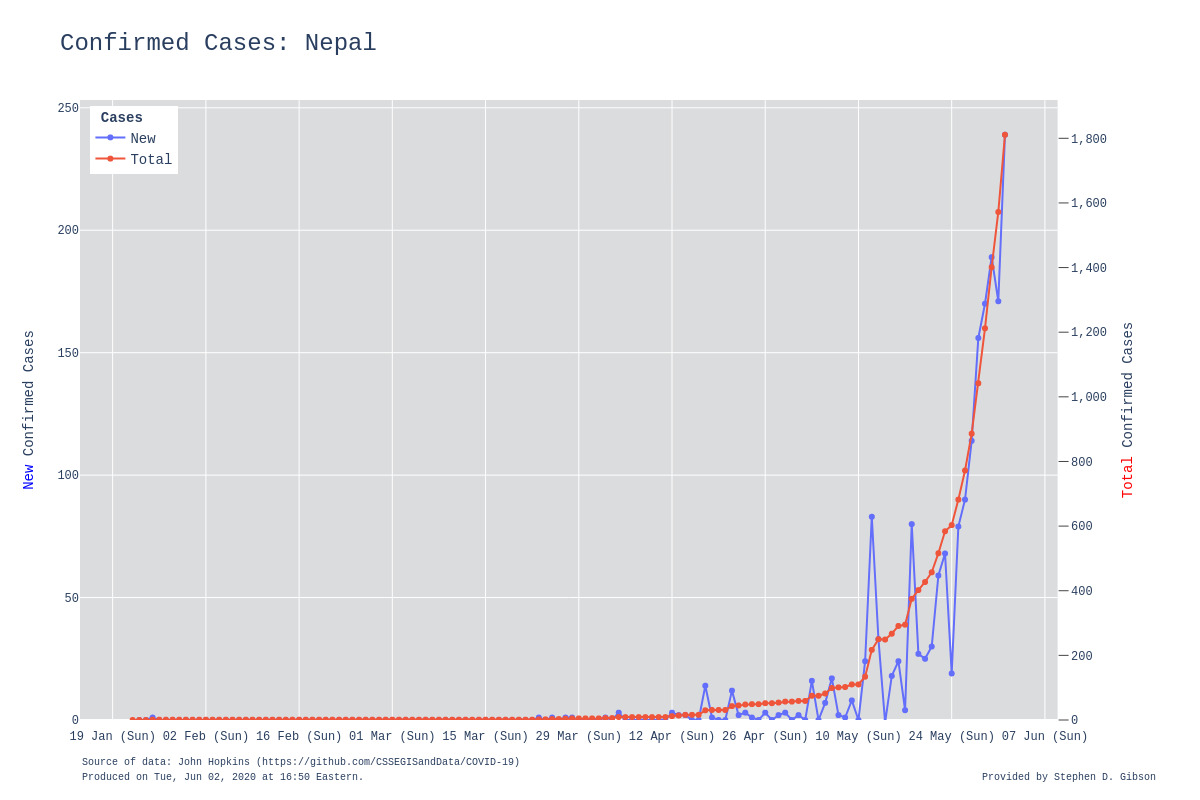 Confirmed Cases: Nepal
Cases
New
Total
250
200
150
100
50
0
1,800
1,600
1,400
1,200
1,000
800
600
400
200
0
New Confirmed Cases
Total Confirmed Cases
19 Jan (Sun) 02 Feb (Sun) 16 Feb (Sun) 01 Mar (Sun) 15 Mar (Sun) 29 Mar (Sun) 12 Apr (Sun) 26 Apr (Sun) 10 May (Sun) 24 May (Sun) 07 Jun (Sun)
Source of data: John Hopkins (https://github.com/CSSEGISandData/COVID-19)
Produced on Tue, Jun 02, 2020 at 16:50 Eastern.
Provided by Stephen D. Gibson